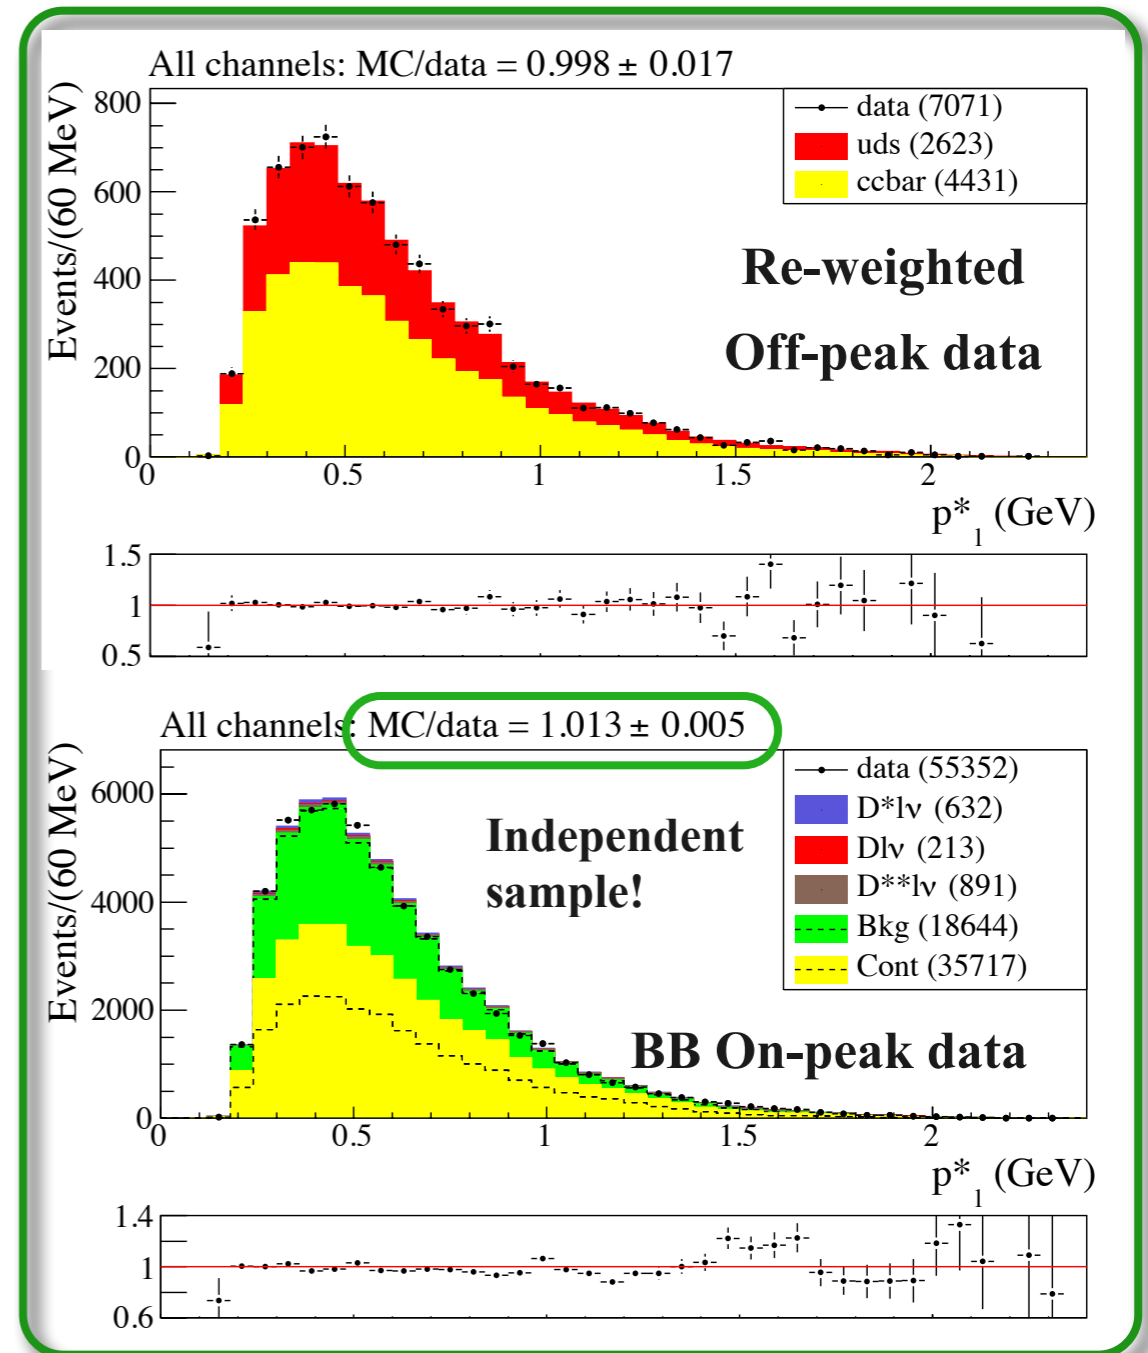 All channels: MC/data = 0.998 ± 0.017
Events/(60 MeV)
800
600
400
200
0
data (7071)
uds (2623)
ccbar (4431)
Re-weighted
Off-peak data
0 0.5 1 1.5 2
p*l (GeV)
1.5
1
0.5
All channels: MC/data = 1.013 ± 0.005
Events/(60 MeV)
6000
4000
2000
0
data (55352)
D*lν (632)
Dlν (213)
D**lν (891)
Bkg (18644)
Cont (35717)
Independent
sample!
BB On-peak data
0 0.5 1 1.5 2
p*l (GeV)
1.4
1
0.6